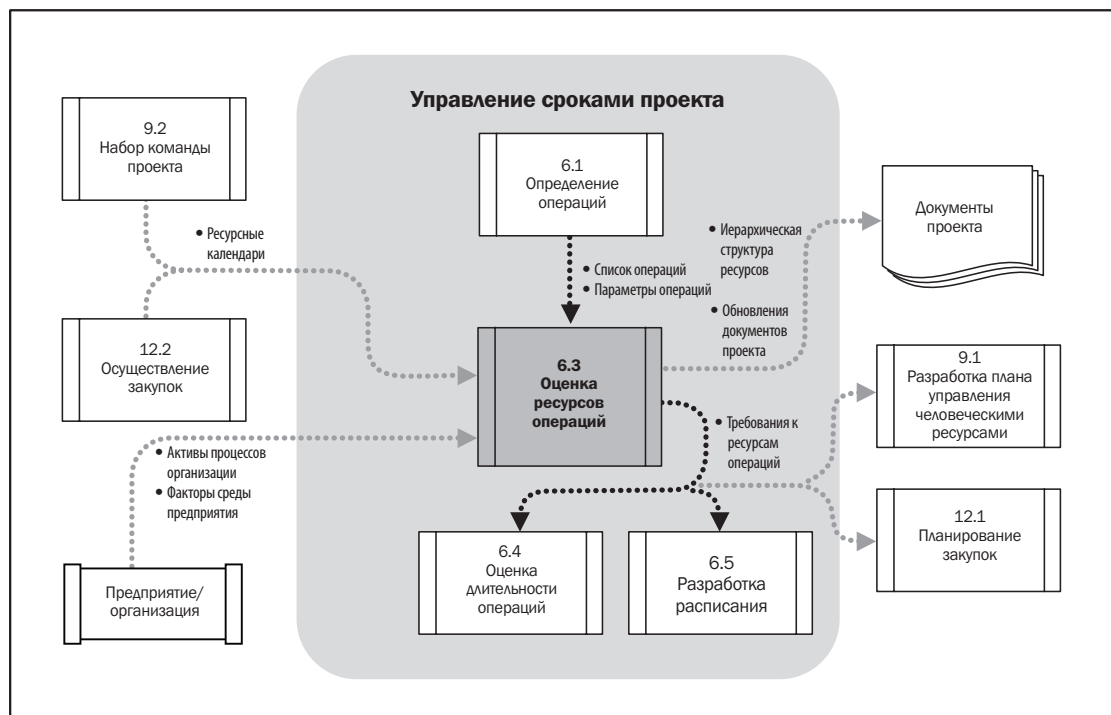 Управление сроками проекта
9.2
Набор команды
проекта
6.1
Определение
операций
Документы
проекта
• Ресурсные
календари
• Иерархическая
структура
ресурсов
• Обновления
документов
проекта
• Список операций
• Параметры операций
12.2
Осуществление
закупок
6.3
Оценка
ресурсов
операций
9.1
Разработка плана
управления
человеческими
ресурсами
• Требования к
ресурсам
операций
• Активы процессов
организации
• Факторы среды
предприятия
12.1
Планирование
закупок
6.4
Оценка
длительности
операций
6.5
Разработка
расписания
Предприятие/
организация